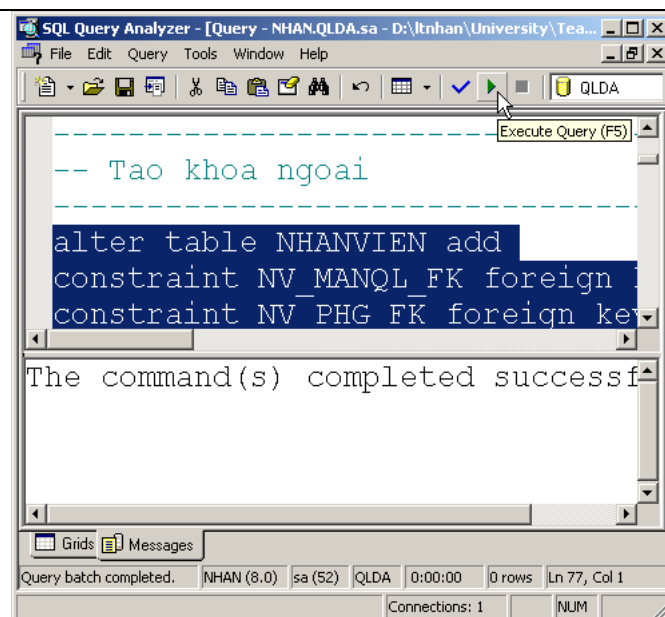 SQL Query Analyzer - [Query - NHAN.QLDA.sa - D:\ltnhan\University\Tea...
File Edit Query Tools Window Help
QLDA
Execute Query (F5)
-- Tao khoa ngoai
alter table NHANVIEN add
constraint NV_MANQL_FK foreign
constraint NV_PHG_FK foreign key
The command(s) completed successf
Grids Messages
Query batch completed. NHAN (8.0) sa (52) QLDA 0:00:00 0 rows Ln 77, Col 1
Connections: 1 NUM